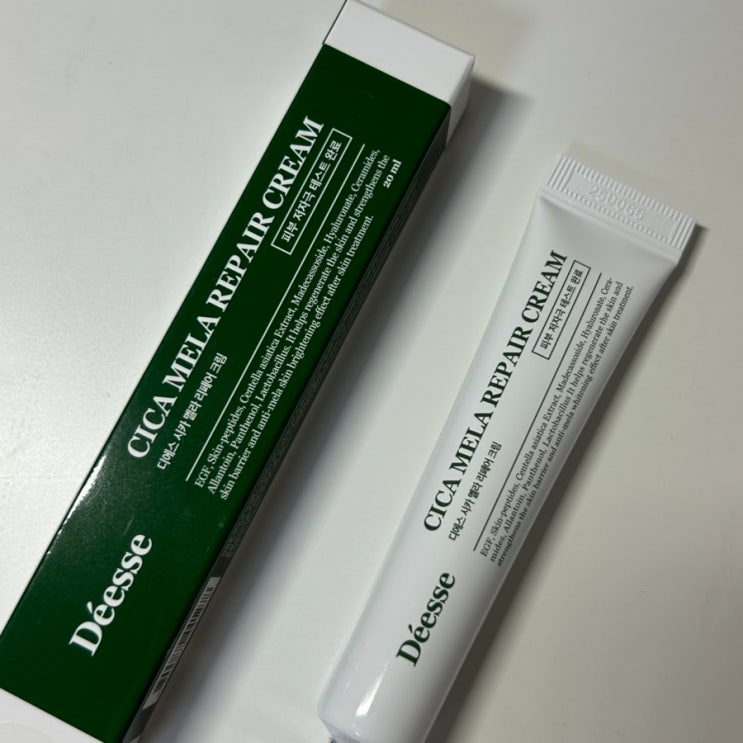 Déesse
CICA MELA REPAIR CREAM
디에스 시카 멜라 리페어 크림
피부 저자극 테스트 완료
EGF, Skin-peptides, Centella asiatica Extract, Madecassoside, Hyaluronate, Ceramides,
Allantoin, Panthenol, Lactobacillus. It helps regenerate the skin and strengthens the
skin barrier and anti-mela skin brightening effect after skin treatment.
20 ml
Déesse
CICA MELA REPAIR CREAM
디에스 시카 멜라 리페어 크림
피부 저자극 테스트 완료
EGF, Skin-peptides, Centella asiatica Extract, Madecassoside, Hyaluronate, Cera-
mides, Allantoin, Panthenol, Lactobacillus It helps regenerate the skin and
strengthens the skin barrier and anti-mela whitening effect after skin treatment.